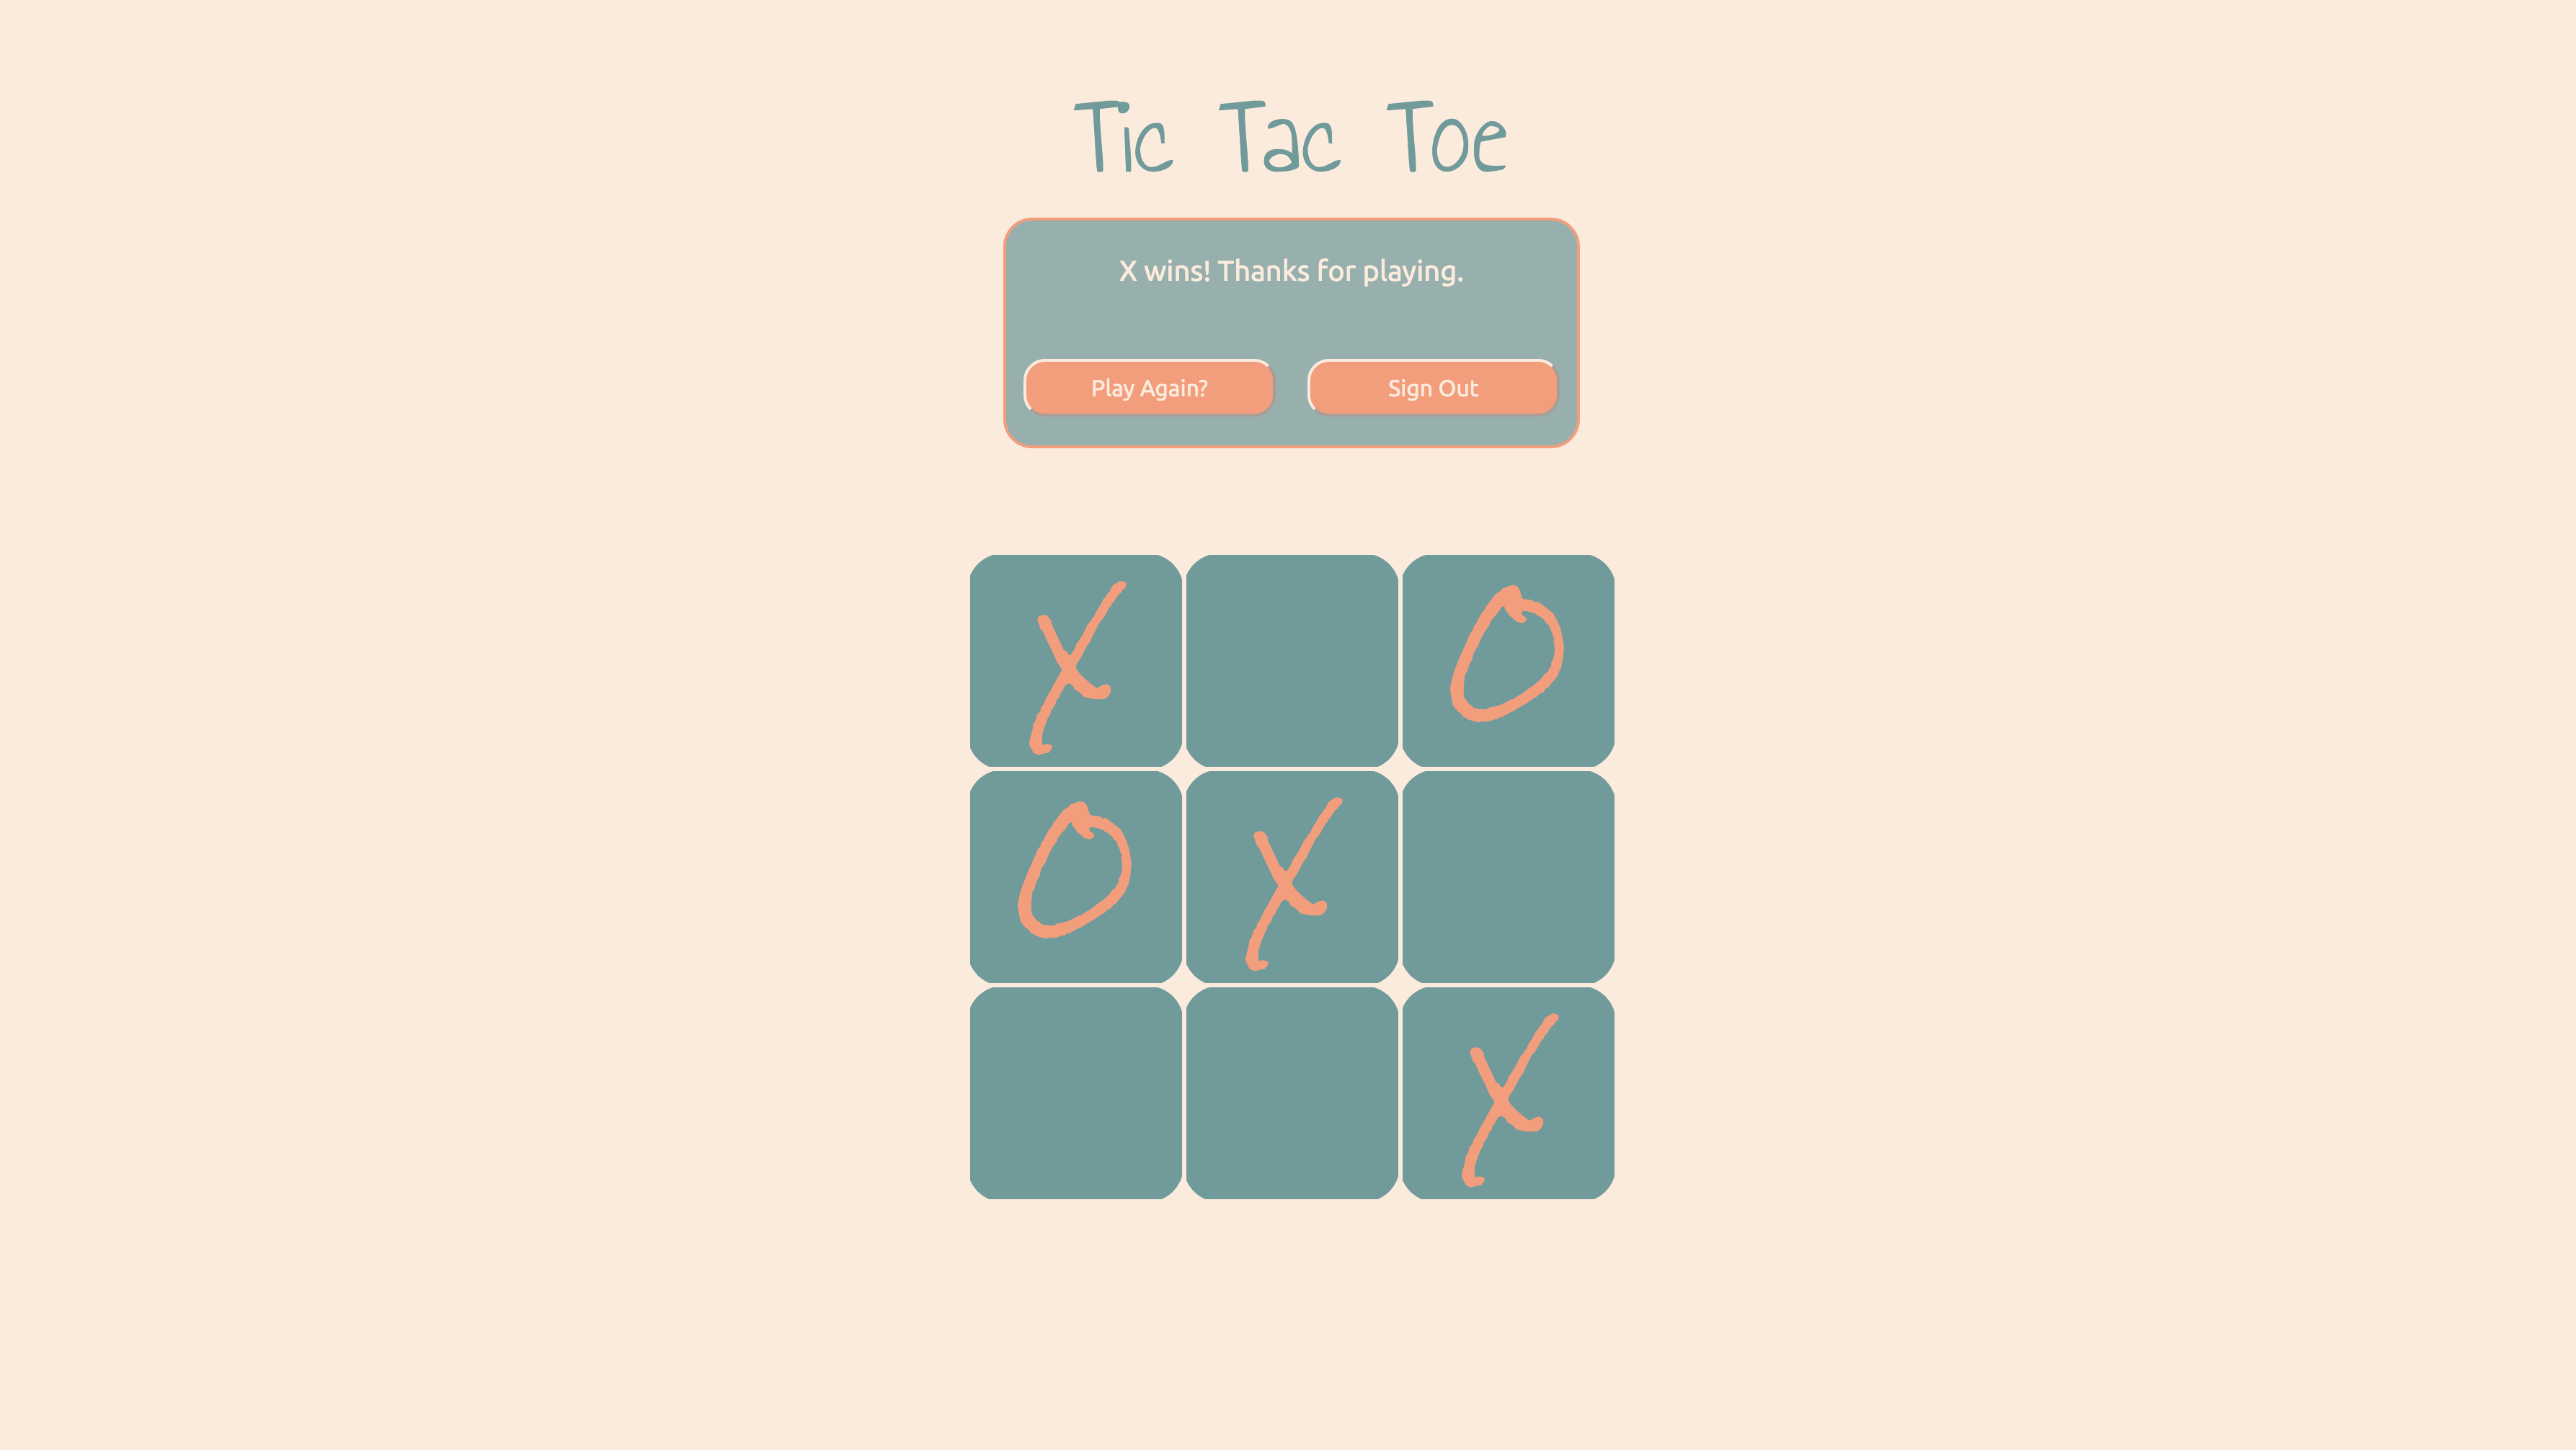 Tic Tac Toe
X wins! Thanks for playing.
Play Again? Sign Out
X O
O X
X